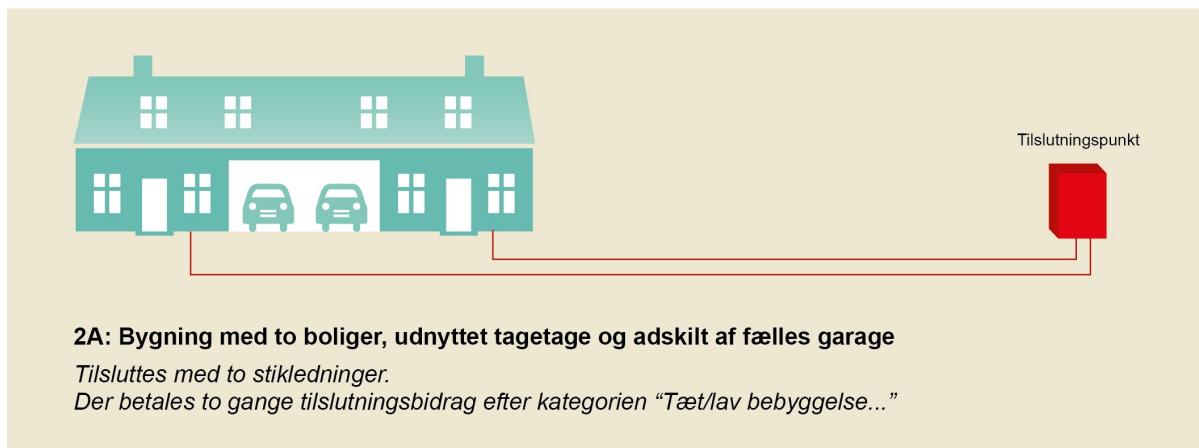 Tilslutningspunkt
2A: Bygning med to boliger, udnyttet tagetage og adskilt af fælles garage
Tilsluttes med to stikledninger.
Der betales to gange tilslutningsbidrag efter kategorien “Tæt/lav bebyggelse...”